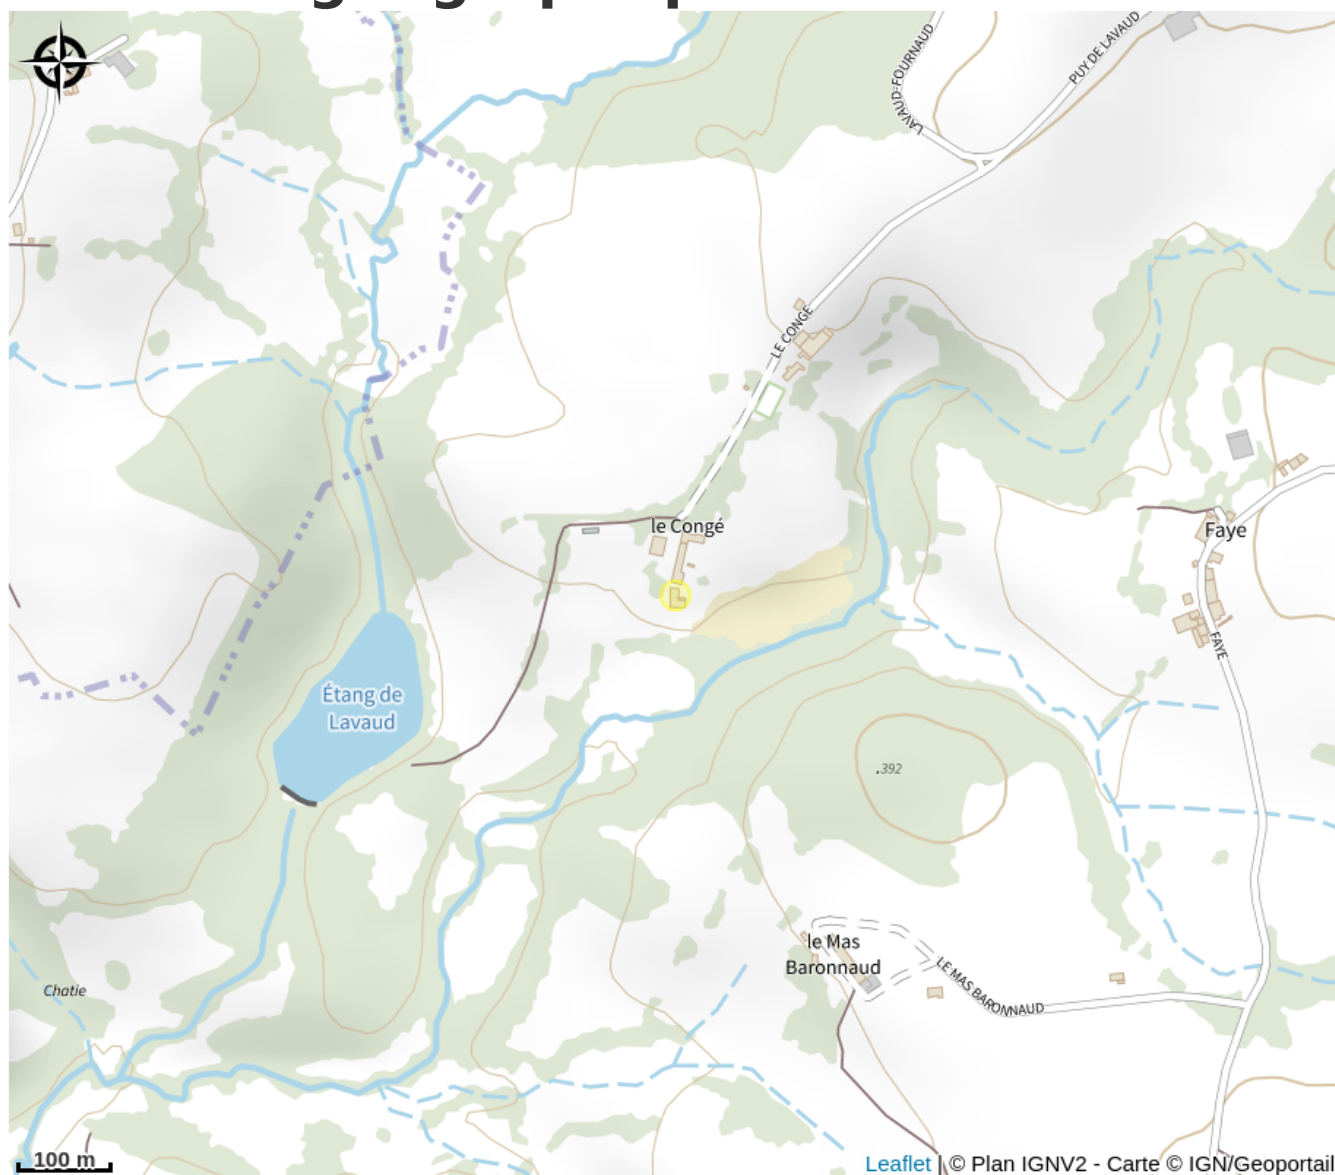 LAVAUD-FOURNAUD
PUY DE LAVAUD
LE CONGE
le Congé
Faye
FAYE
Étang de
Lavaud
.392
le Mas
Baronnaud
LE MAS BARONNAUD
Chatie
100 m
Leaflet | © Plan IGNV2 - Carte © IGN/Geoportail